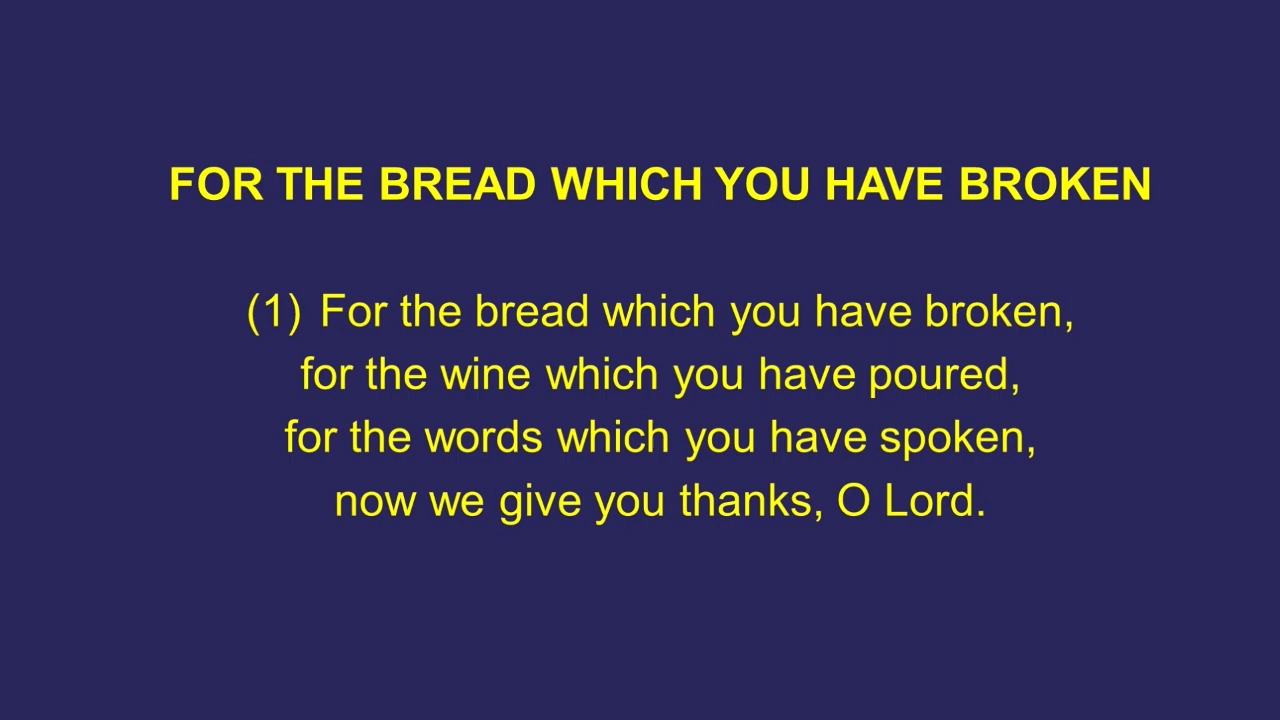 FOR THE BREAD WHICH YOU HAVE BROKEN
(1) For the bread which you have broken,
for the wine which you have poured,
for the words which you have spoken,
now we give you thanks, O Lord.